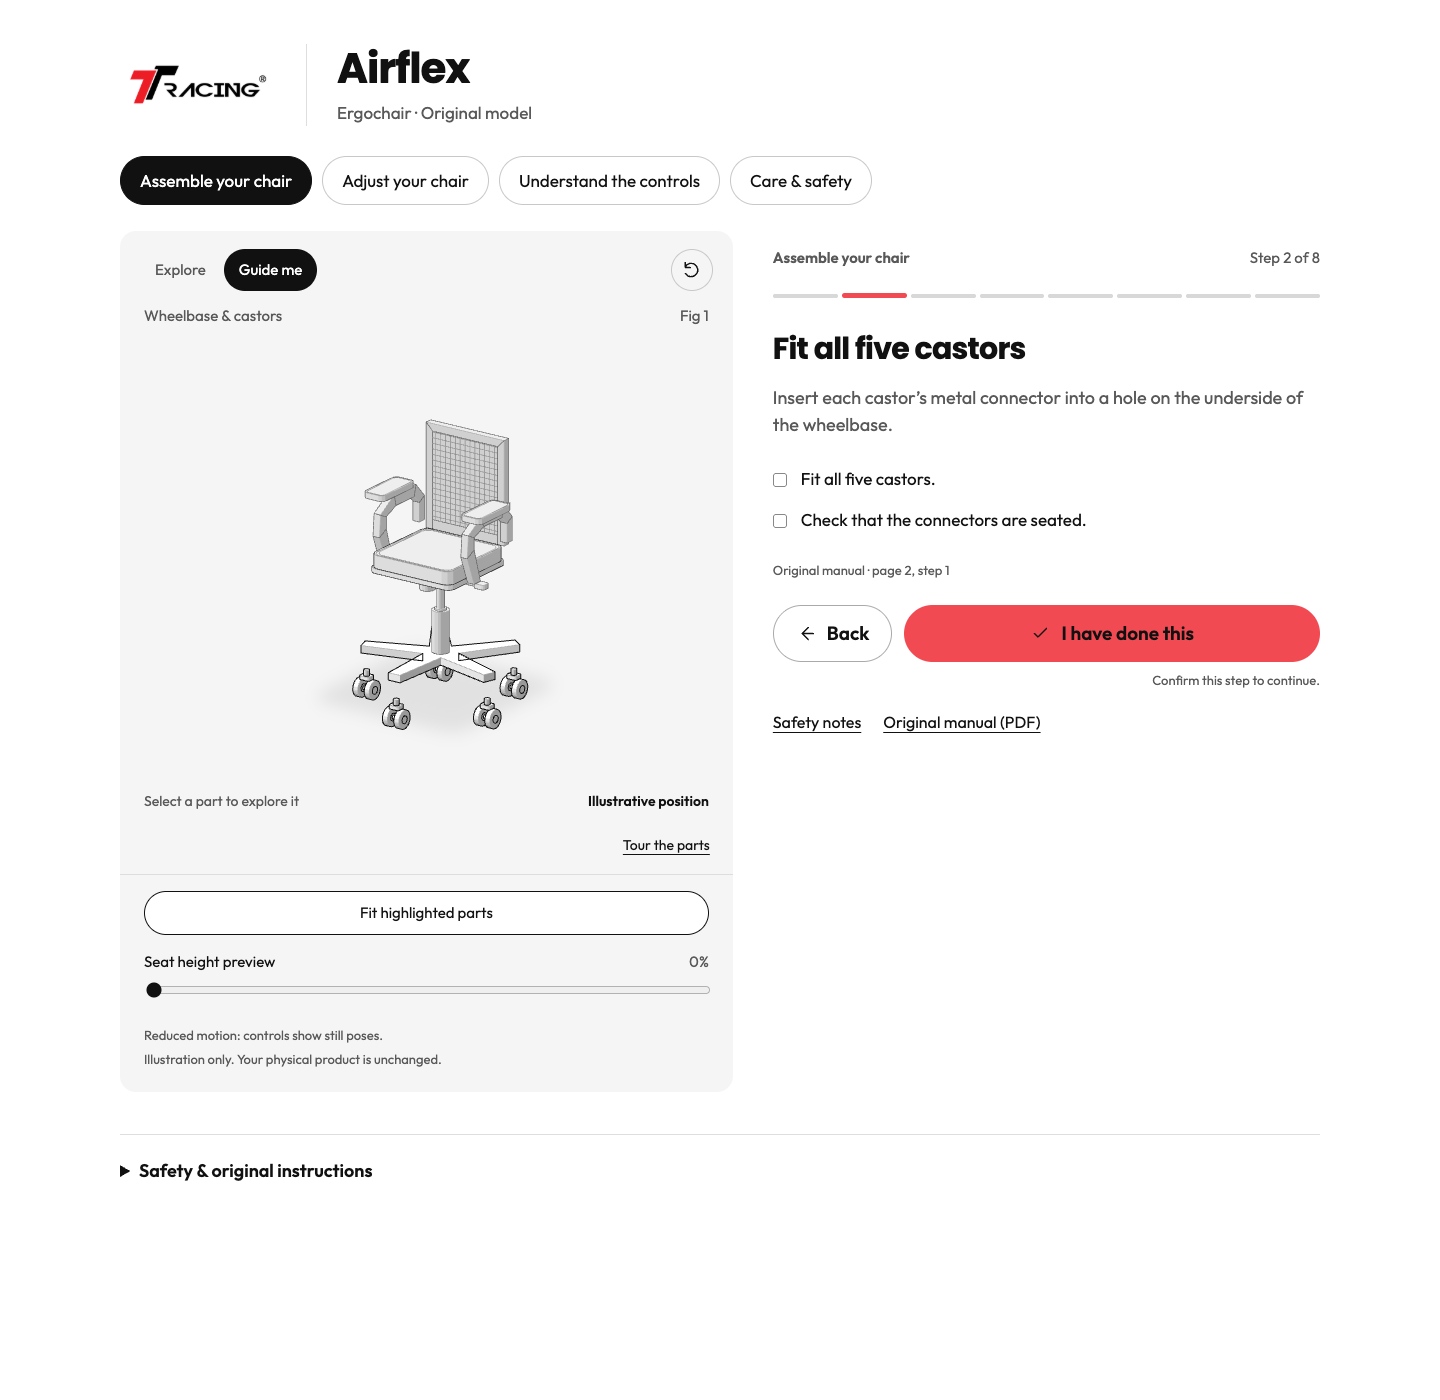 TTRACING®
Airflex
Ergochair · Original model
Assemble your chair
Adjust your chair
Understand the controls
Care & safety
Explore
Guide me
Wheelbase & castors
Fig 1
Select a part to explore it
Illustrative position
Tour the parts
Fit highlighted parts
Seat height preview
0%
Reduced motion: controls show still poses.
Illustration only. Your physical product is unchanged.
Assemble your chair
Step 2 of 8
Fit all five castors
Insert each castor’s metal connector into a hole on the underside of
the wheelbase.
Fit all five castors.
Check that the connectors are seated.
Original manual · page 2, step 1
Back
I have done this
Confirm this step to continue.
Safety notes
Original manual (PDF)
Safety & original instructions